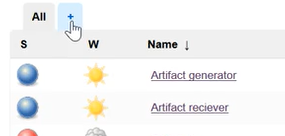 All +
S W Name ↓
Artifact generator
Artifact reciever